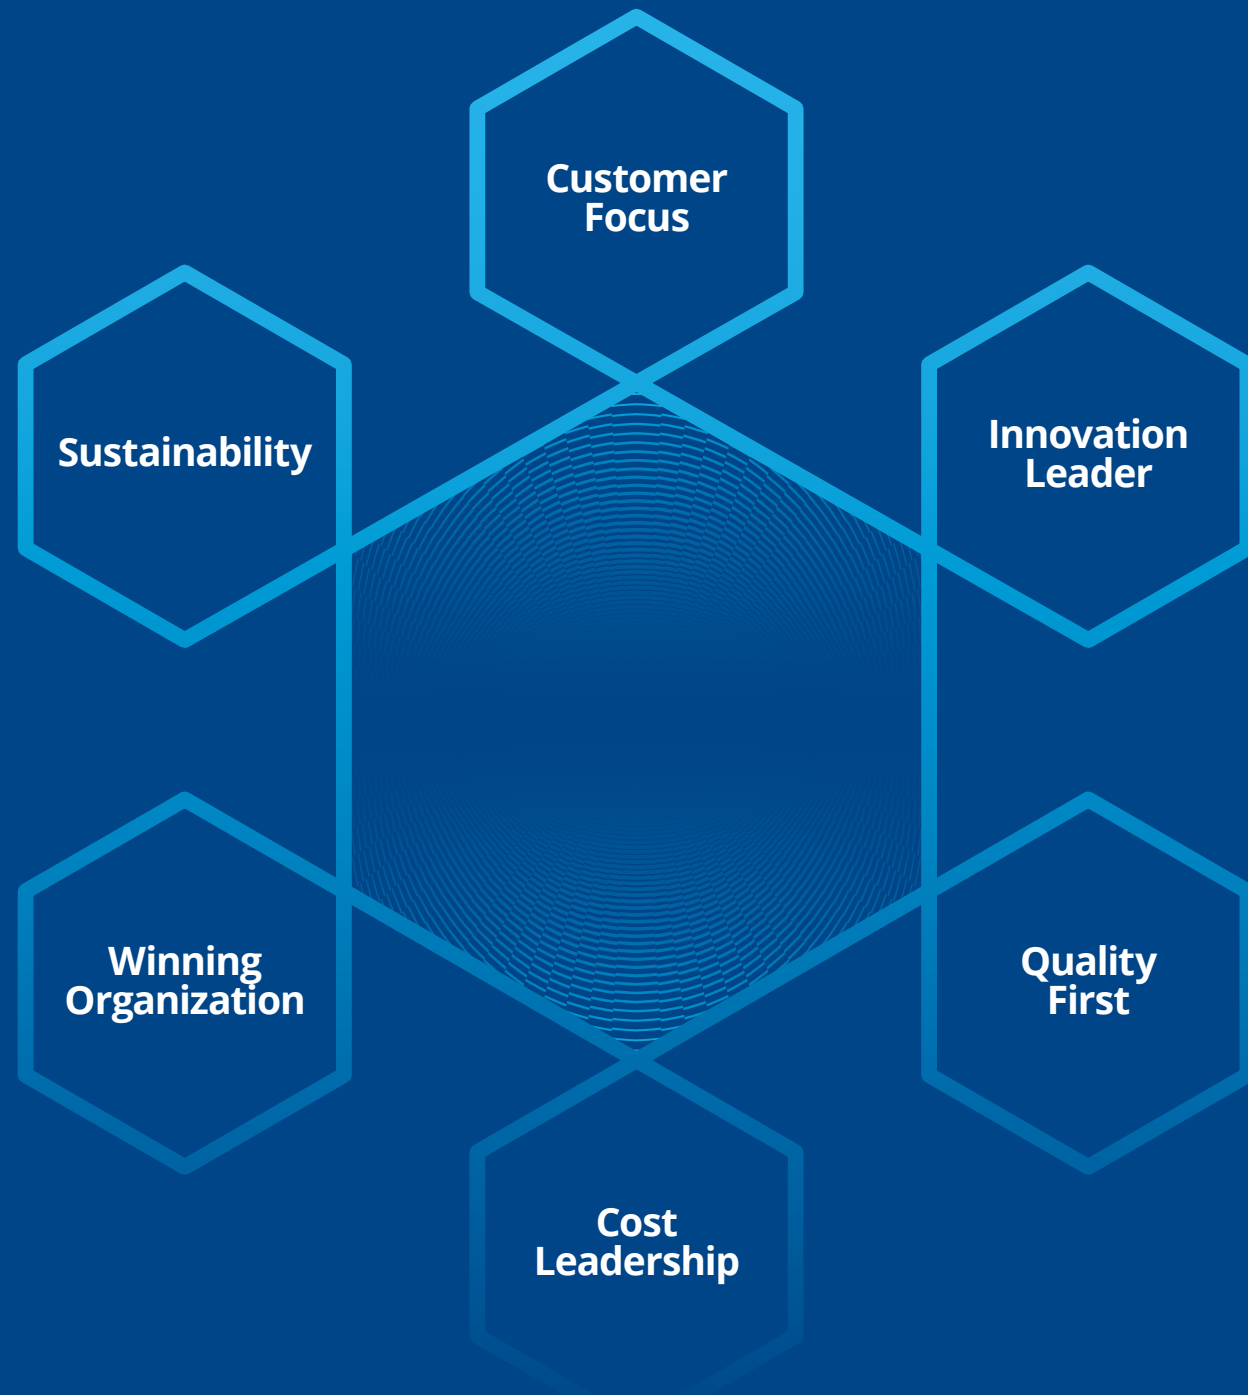 Customer
Focus
Sustainability
Innovation
Leader
Winning
Organization
Quality
First
Cost
Leadership